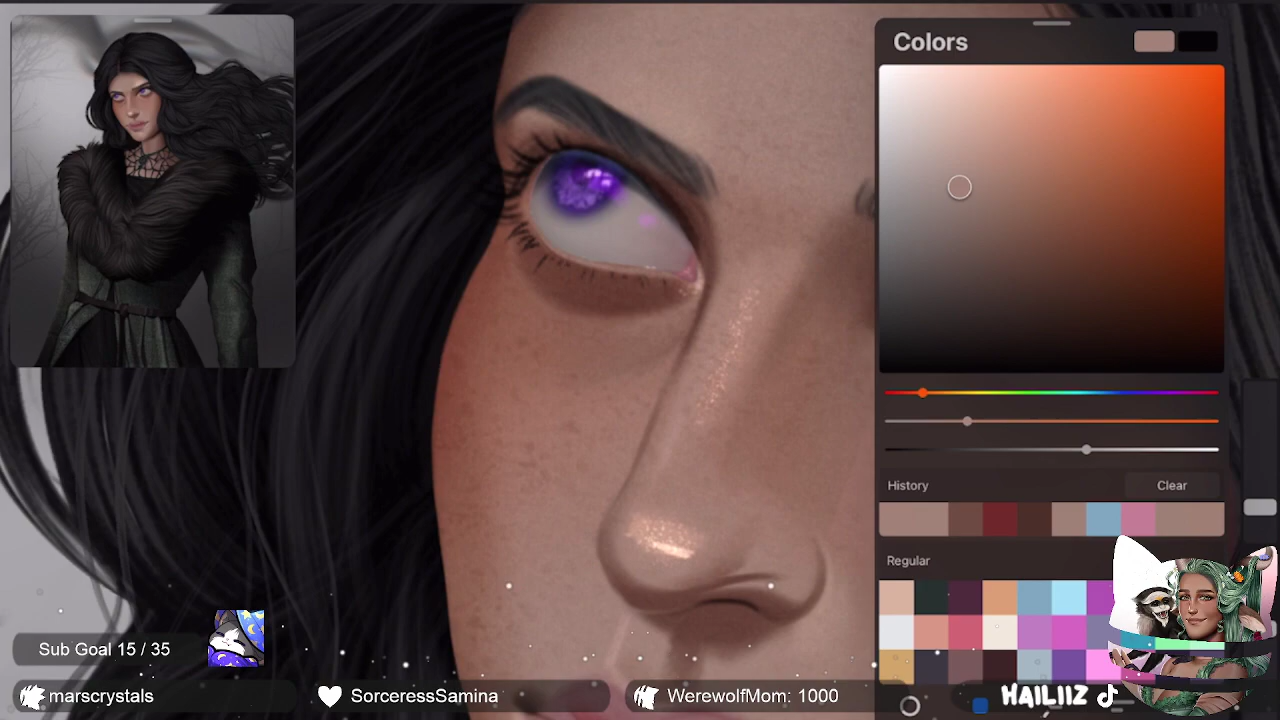 Colors
History
Clear
Regular
Sub Goal 15 / 35
marscrystals
SorceressSamina
WerewolfMom: 1000
HAILIIZ